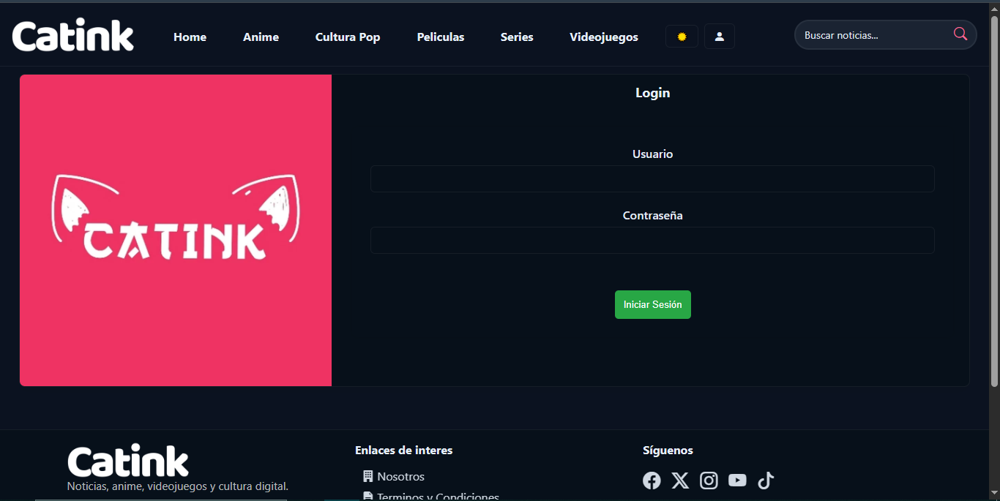 Catink
Home Anime Cultura Pop Peliculas Series Videojuegos
Buscar noticias...
CATINK
Login
Usuario
Contraseña
Iniciar Sesión
Catink
Noticias, anime, videojuegos y cultura digital.
Enlaces de interes
Nosotros
Terminos y Condiciones
Síguenos